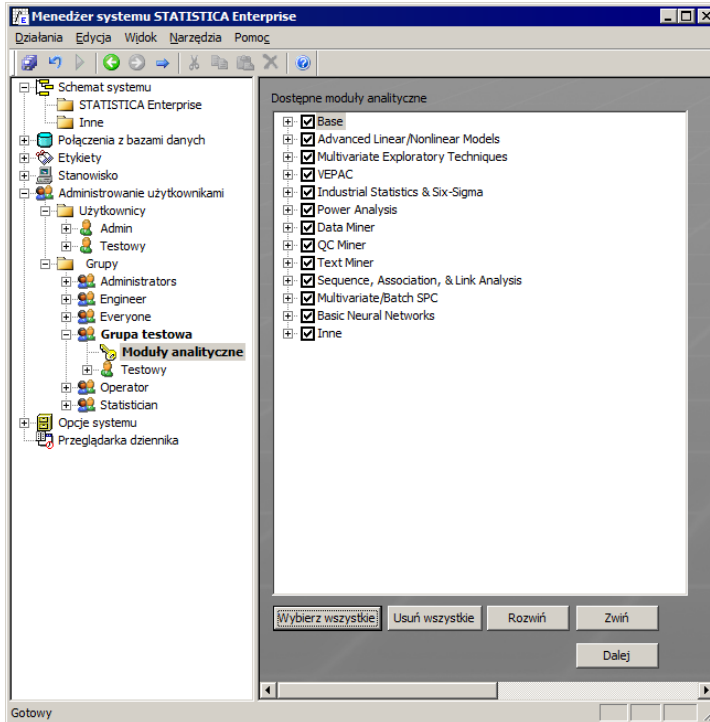 Menedżer systemu STATISTICA Enterprise
Działania Edycja Widok Narzędzia Pomoc
Schemat systemu
STATISTICA Enterprise
Inne
Połączenia z bazami danych
Etykiety
Stanowisko
Administrowanie użytkownikami
Użytkownicy
Admin
Testowy
Grupy
Administrators
Engineer
Everyone
Grupa testowa
Moduły analityczne
Testowy
Operator
Statistician
Opcje systemu
Przeglądarka dziennika
Dostępne moduły analityczne
Base
Advanced Linear/Nonlinear Models
Multivariate Exploratory Techniques
VEPAC
Industrial Statistics & Six-Sigma
Power Analysis
Data Miner
QC Miner
Text Miner
Sequence, Association, & Link Analysis
Multivariate/Batch SPC
Basic Neural Networks
Inne
Wybierz wszystkie Usuń wszystkie Rozwiń Zwiń
Dalej
Gotowy